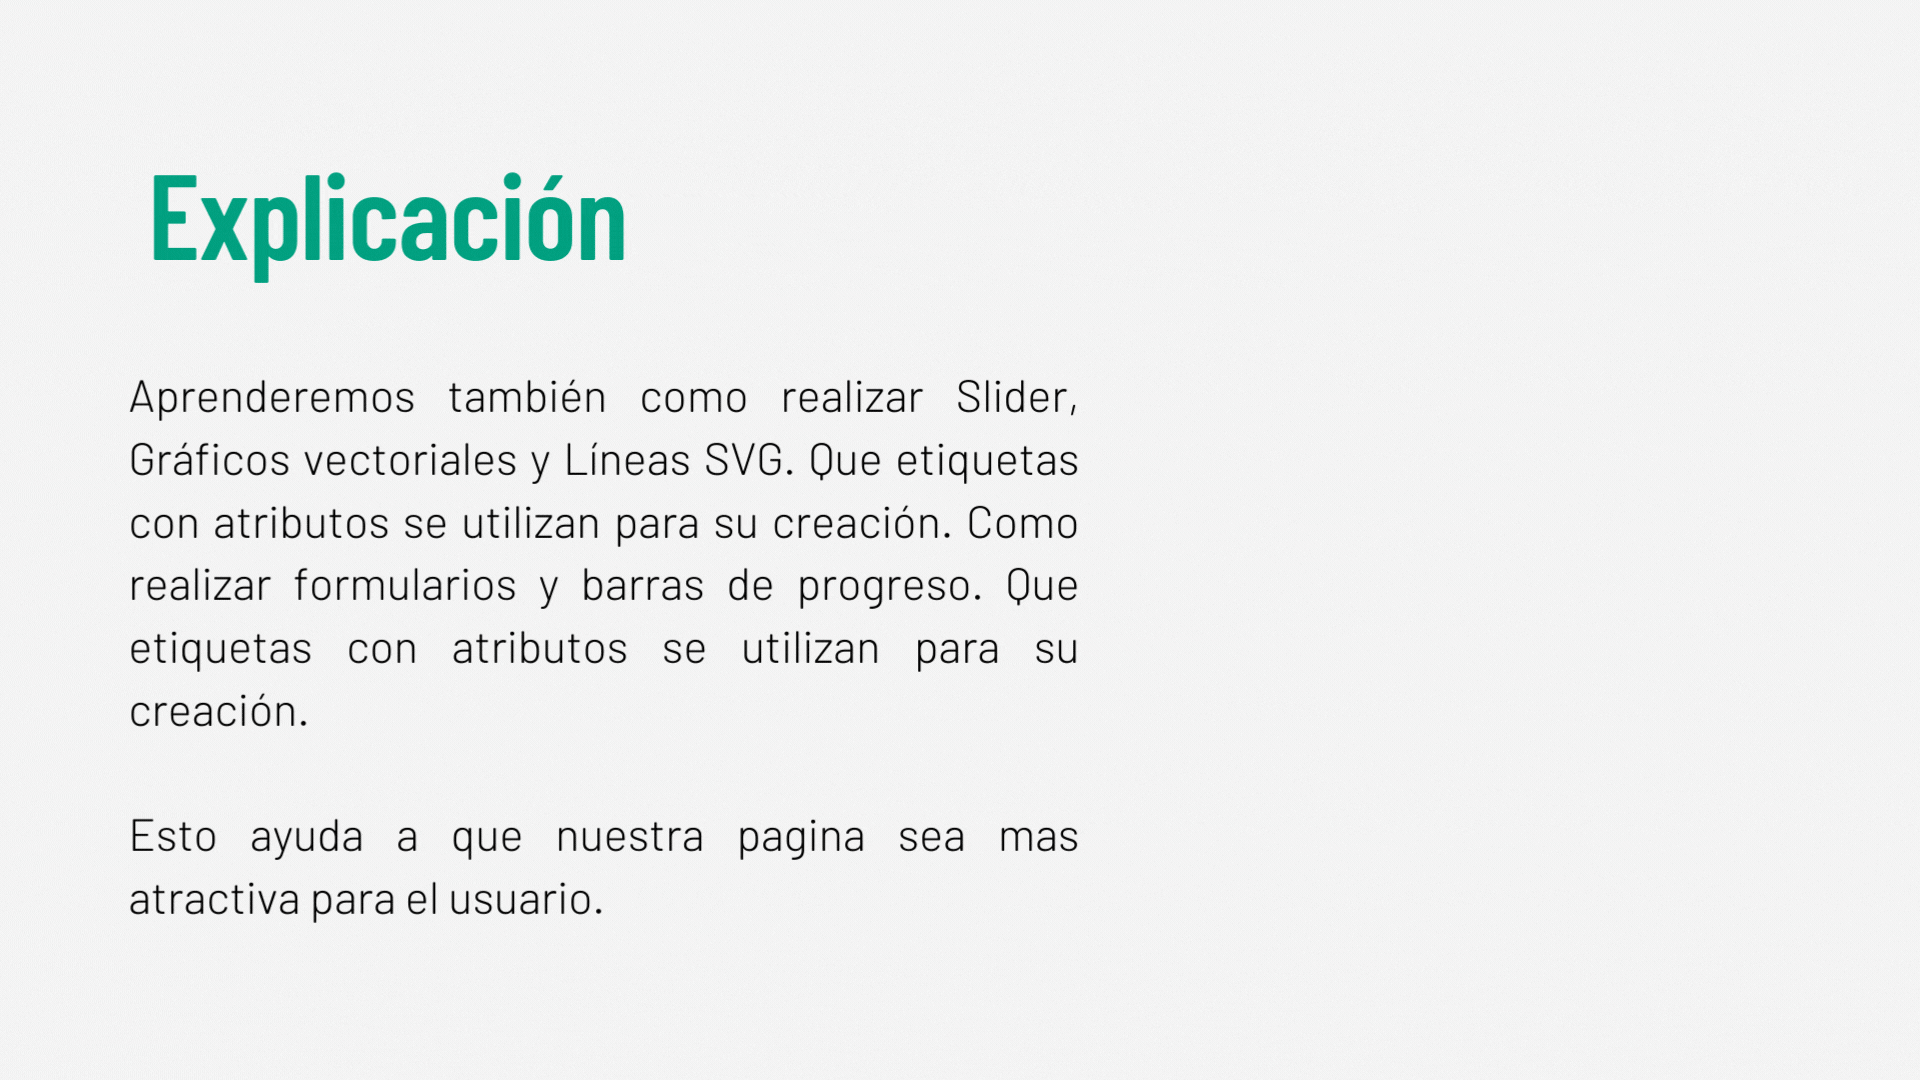 Explicación
Aprenderemos también como realizar Slider,
Gráficos vectoriales y Líneas SVG. Que etiquetas
con atributos se utilizan para su creación. Como
realizar formularios y barras de progreso. Que
etiquetas con atributos se utilizan para su
creación.
Esto ayuda a que nuestra pagina sea mas
atractiva para el usuario.